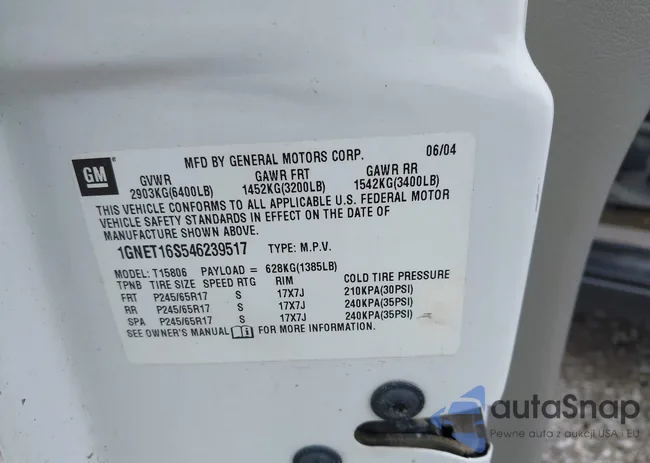 MFD BY GENERAL MOTORS CORP. 06/04
GM GVWR GAWR FRT GAWR RR
2903KG(6400LB) 1452KG(3200LB) 1542KG(3400LB)
THIS VEHICLE CONFORMS TO ALL APPLICABLE U.S. FEDERAL MOTOR
VEHICLE SAFETY STANDARDS IN EFFECT ON THE DATE OF
MANUFACTURE SHOWN ABOVE.
1GNET16S546239517 TYPE: M.P.V.
MODEL: T15806 PAYLOAD = 628KG(1385LB)
TPNB TIRE SIZE SPEED RTG RIM COLD TIRE PRESSURE
FRT P245/65R17 S 17X7J 210KPA(30PSI)
RR P245/65R17 S 17X7J 240KPA(35PSI)
SPA P245/65R17 S 17X7J 240KPA(35PSI)
SEE OWNER'S MANUAL FOR MORE INFORMATION.
autaSnap
Pewne auta z aukcji USA i EU